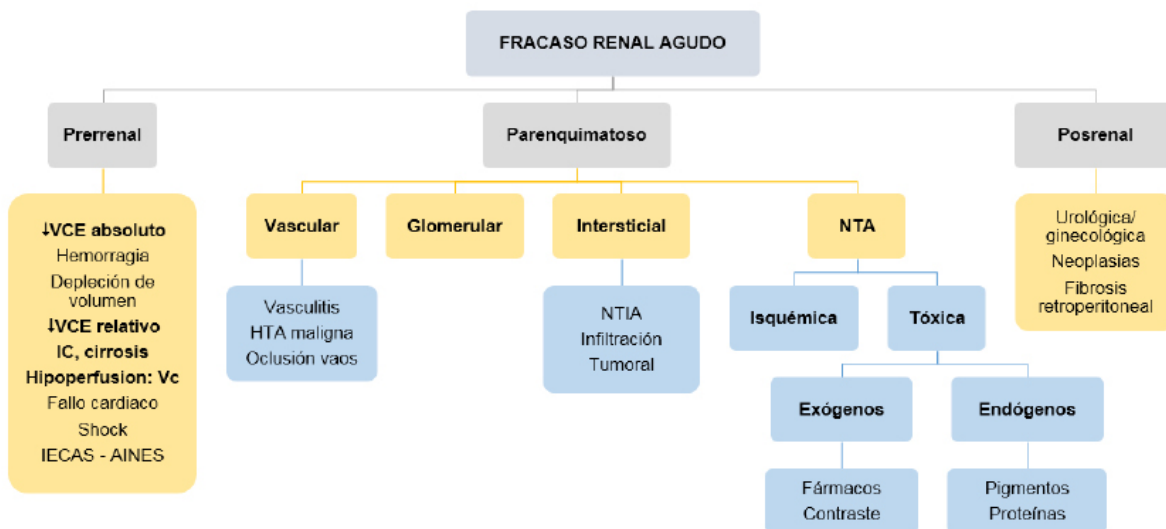 FRACASO RENAL AGUDO
Prerrenal
Parenquimatoso
Posrenal
↓VCE absoluto
Hemorragia
Depleción de
volumen
↓VCE relativo
IC, cirrosis
Hipoperfusion: Vc
Fallo cardiaco
Shock
IECAS - AINES
Vascular
Glomerular
Intersticial
NTA
Vasculitis
HTA maligna
Oclusión vaos
NTIA
Infiltración
Tumoral
Isquémica
Tóxica
Exógenos
Endógenos
Fármacos
Contraste
Pigmentos
Proteínas
Urológica/
ginecológica
Neoplasias
Fibrosis
retroperitoneal